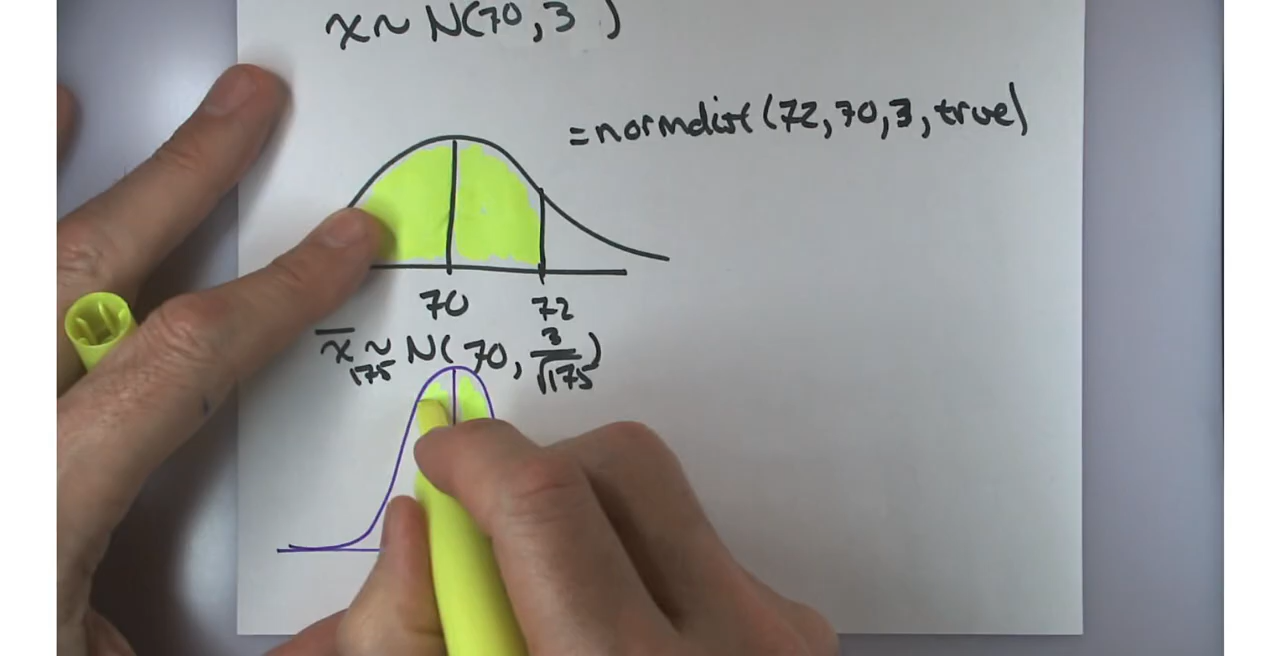 x ~ N(70, 3 )
=normdist(72, 70, 3, true)
70 72
x̄₁₇₅ ~ N(70, 3/√175)